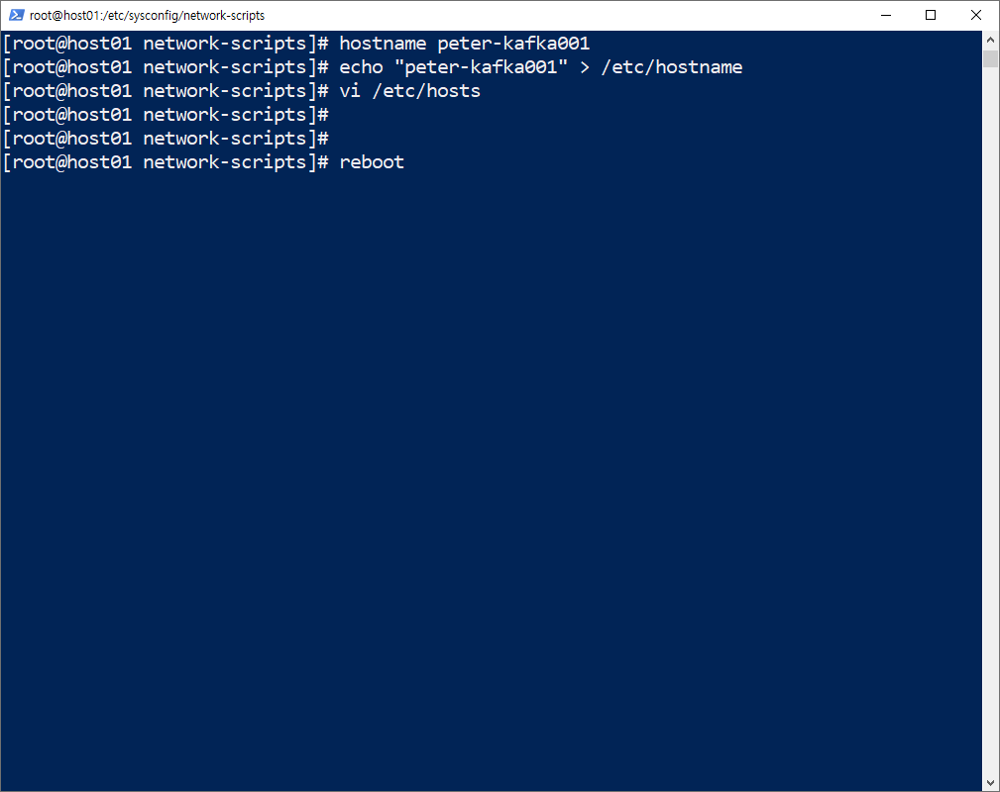 root@host01:/etc/sysconfig/network-scripts
[root@host01 network-scripts]# hostname peter-kafka001
[root@host01 network-scripts]# echo "peter-kafka001" > /etc/hostname
[root@host01 network-scripts]# vi /etc/hosts
[root@host01 network-scripts]#
[root@host01 network-scripts]#
[root@host01 network-scripts]# reboot